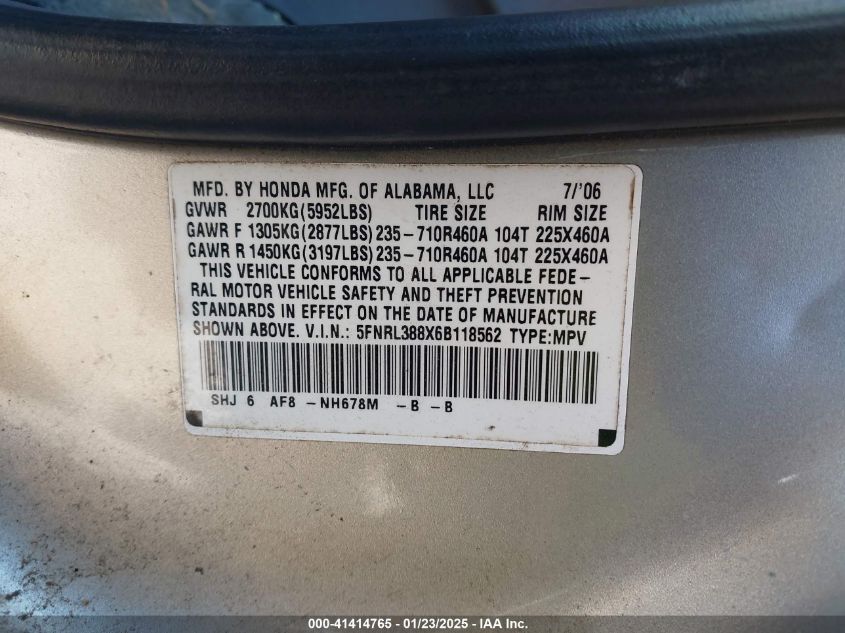 MFD. BY HONDA MFG. OF ALABAMA, LLC 7/'06
GVWR 2700KG(5952LBS) TIRE SIZE RIM SIZE
GAWR F 1305KG(2877LBS)235-710R460A 104T 225X460A
GAWR R 1450KG(3197LBS)235-710R460A 104T 225X460A
THIS VEHICLE CONFORMS TO ALL APPLICABLE FEDE-
RAL MOTOR VEHICLE SAFETY AND THEFT PREVENTION
STANDARDS IN EFFECT ON THE DATE OF MANUFACTURE
SHOWN ABOVE. V.I.N.: 5FNRL388X6B118562 TYPE:MPV
SHJ 6 AF8 -NH678M -B -B
000-41414765 - 01/23/2025 - IAA Inc.